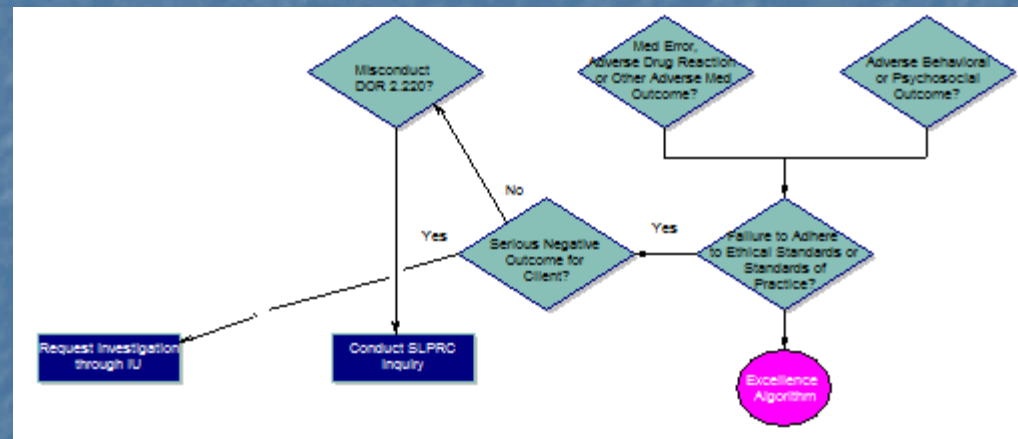 Misconduct
DOR 2.220?
Med Error,
Adverse Drug Reaction
or Other Adverse Med
Outcome?
Adverse Behavioral
or Psychosocial
Outcome?
No
Yes
Serious Negative
Outcome for
Client?
Yes
Failure to Adhere
to Ethical Standards or
Standards of
Practice?
Request Investigation
through IU
Conduct SLPRC
Inquiry
Excellence
Algorithm